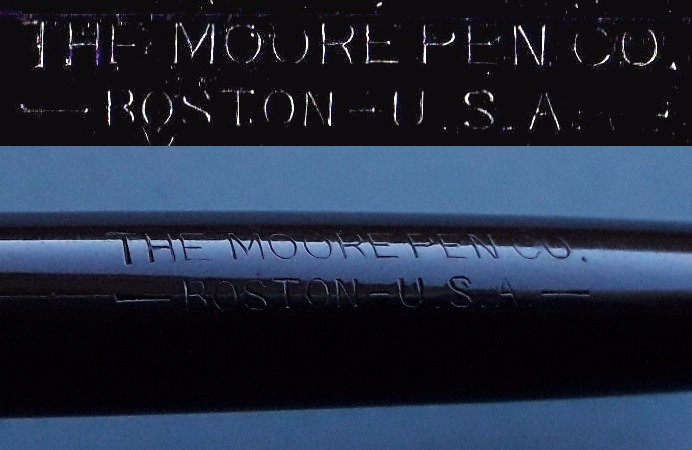 THE MOORE PEN CO.
— BOSTON – U.S.A.
THE MOORE PEN CO.
— BOSTON – U.S.A. —